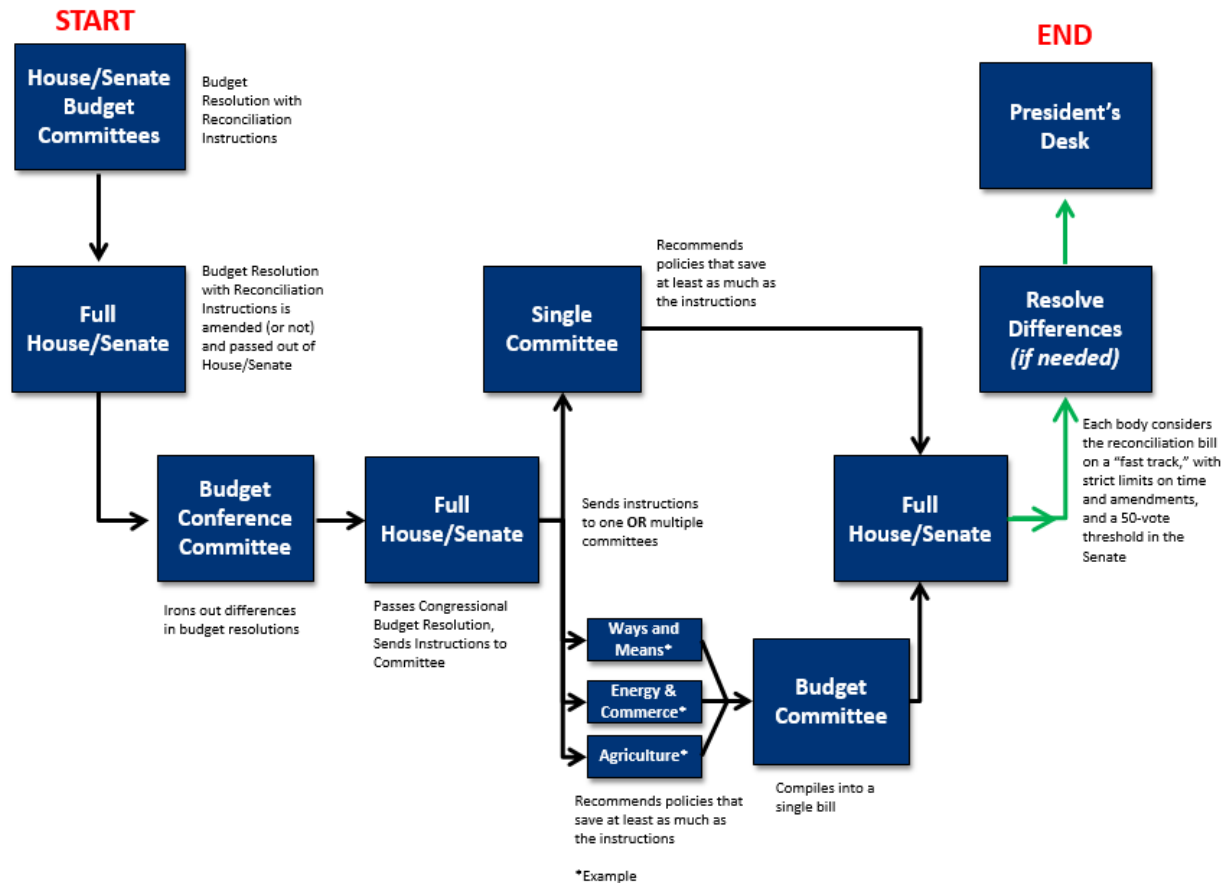 START
House/Senate
Budget
Committees
Budget
Resolution with
Reconciliation
Instructions
Full
House/Senate
Budget Resolution
with Reconciliation
Instructions is
amended (or not)
and passed out of
House/Senate
Budget
Conference
Committee
Irons out differences
in budget resolutions
Full
House/Senate
Passes Congressional
Budget Resolution,
Sends Instructions to
Committee
Sends instructions
to one OR multiple
committees
Single
Committee
Recommends
policies that save
at least as much as
the instructions
Ways and
Means*
Energy &
Commerce*
Agriculture*
Recommends policies that
save at least as much as
the instructions
*Example
Budget
Committee
Compiles into a
single bill
Full
House/Senate
Each body considers
the reconciliation bill
on a “fast track,” with
strict limits on time
and amendments,
and a 50-vote
threshold in the
Senate
Resolve
Differences
(if needed)
END
President’s
Desk